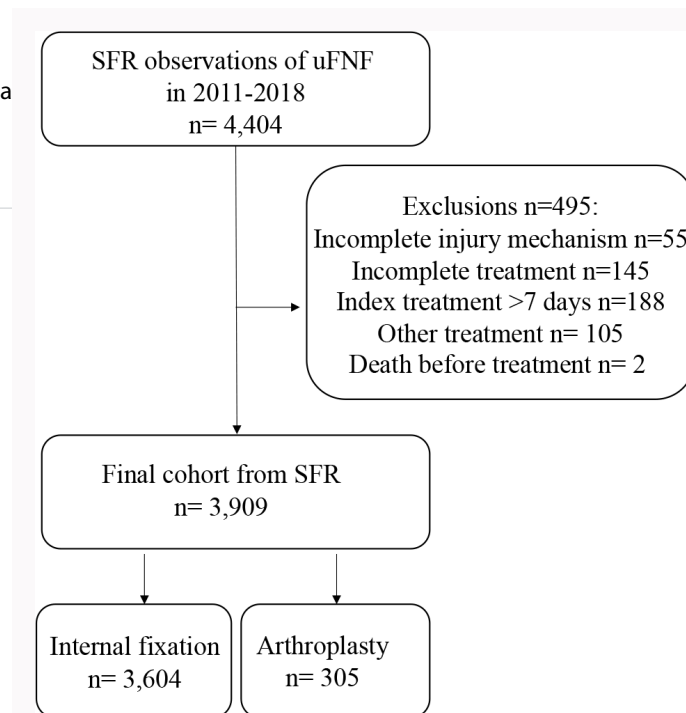 a
SFR observations of uFNF
in 2011-2018
n= 4,404
Exclusions n=495:
Incomplete injury mechanism n=55
Incomplete treatment n=145
Index treatment >7 days n=188
Other treatment n= 105
Death before treatment n= 2
Final cohort from SFR
n= 3,909
Internal fixation
n= 3,604
Arthroplasty
n= 305